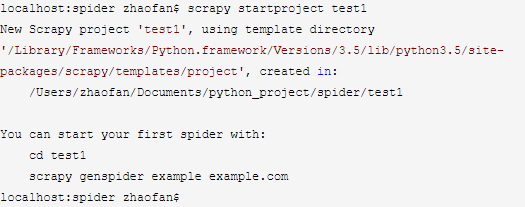 localhost:spider zhaofan$ scrapy startproject test1
New Scrapy project 'test1', using template directory
'/Library/Frameworks/Python.framework/Versions/3.5/lib/python3.5/site-
packages/scrapy/templates/project', created in:
    /Users/zhaofan/Documents/python_project/spider/test1

You can start your first spider with:
    cd test1
    scrapy genspider example example.com
localhost:spider zhaofan$